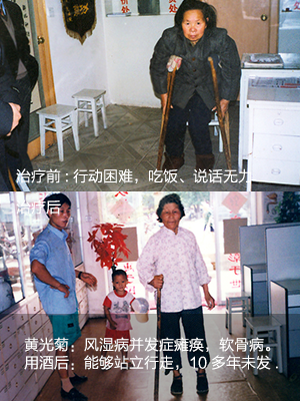 治疗前：行动困难，吃饭、说话无力
治疗后
黄光菊：风湿病并发症瘫痪，软骨病。
用酒后：能够站立行走，10 多年未发 .